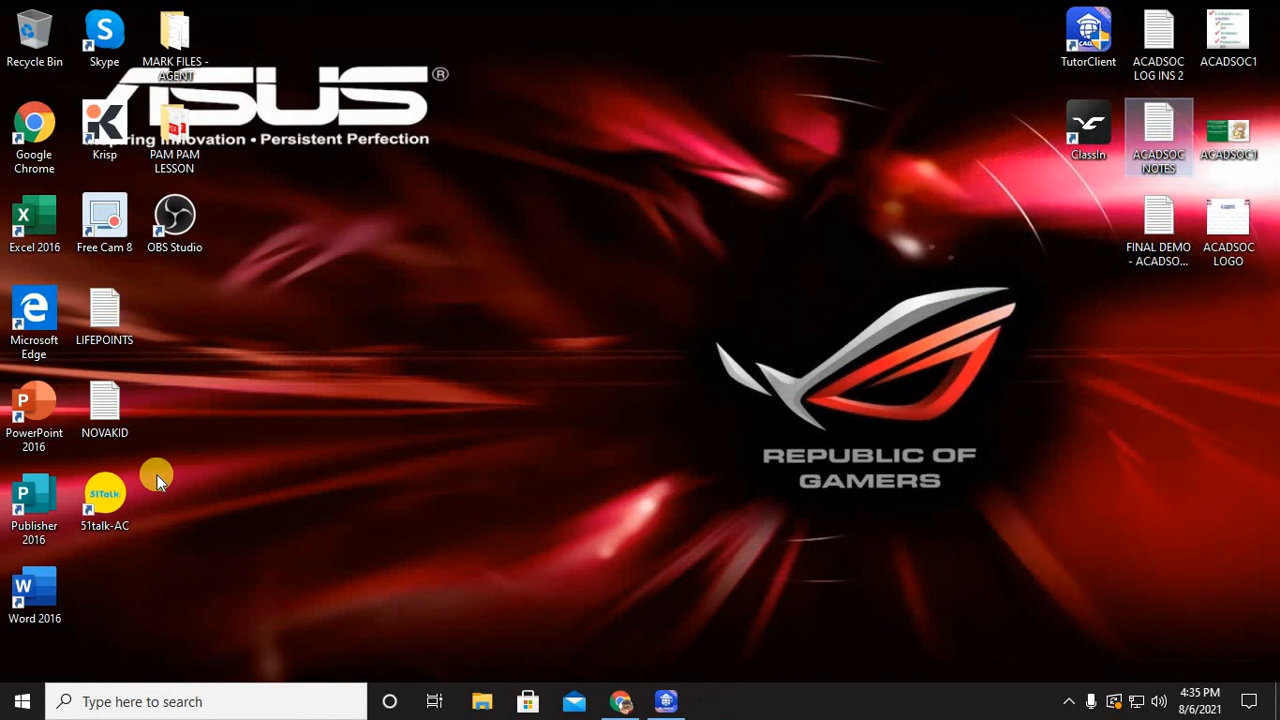 Recycle Bin
Skype
MARK FILES -
AGENT
ASUS®
Inspiring Innovation • Persistent Perfection
Google
Chrome
Krisp
PAM PAM
LESSON
Excel 2016
Free Cam 8
OBS Studio
Microsoft
Edge
LIFEPOINTS
PowerPoint
2016
NOVAKID
Publisher
2016
51Talk
51talk-AC
Word 2016
TutorClient
ACADSOC
LOG INS 2
ACADSOC1
ClassIn
ACADSOC
NOTES
ACADSOC1
FINAL DEMO
- ACADSO...
ACADSOC
LOGO
REPUBLIC OF
GAMERS
Type here to search
4:35 PM
8/6/2021